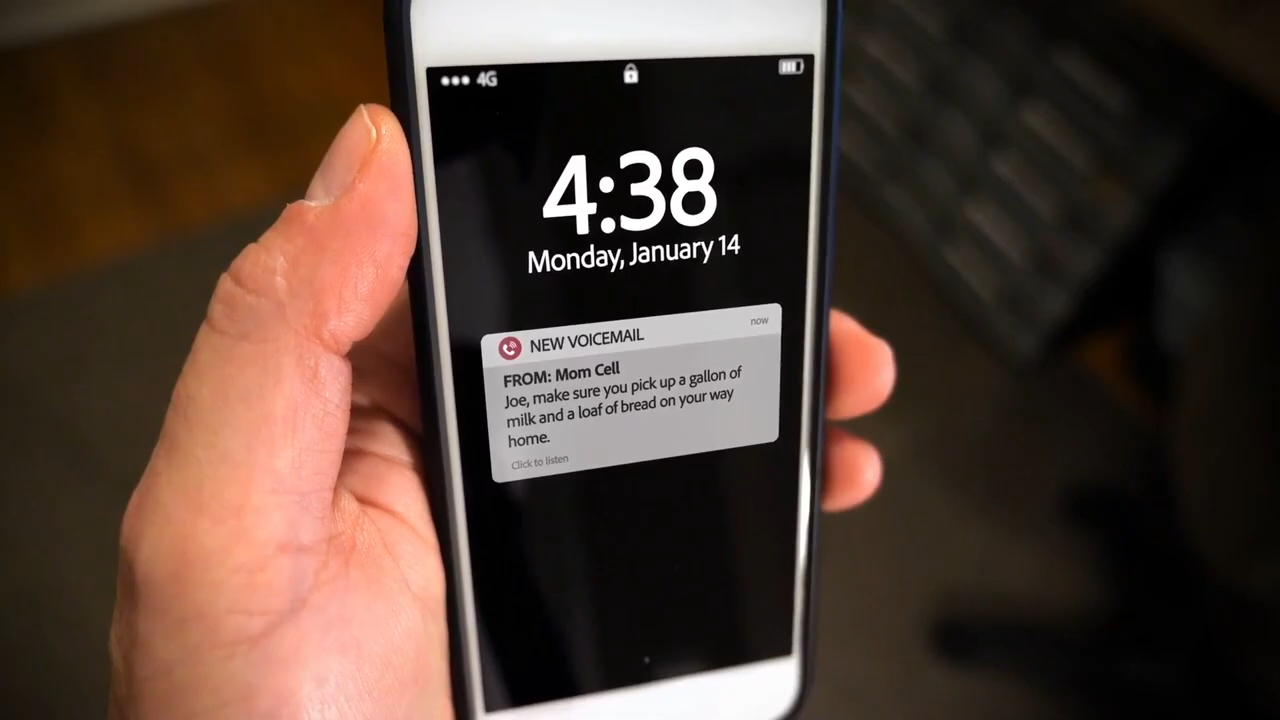 4G
4:38
Monday, January 14
NEW VOICEMAIL
now
FROM: Mom Cell
Joe, make sure you pick up a gallon of
milk and a loaf of bread on your way
home.
Click to listen